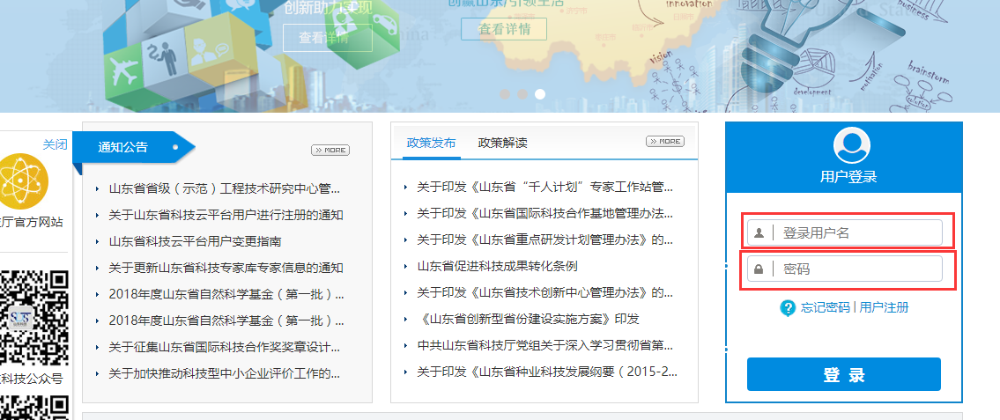 创新助力实现
查看详情
创赢山东/引领生活
查看详情
innovation
business
vision
development
motivation
brainstorm
关闭
厅官方网站
科技公众号
通知公告
MORE
山东省省级（示范）工程技术研究中心管...
关于山东省科技云平台用户进行注册的通知
山东省科技云平台用户变更指南
关于更新山东省科技专家库专家信息的通知
2018年度山东省自然科学基金（第一批）...
2018年度山东省自然科学基金（第一批）...
关于征集山东省国际科技合作奖奖章设计...
关于加快推动科技型中小企业评价工作的...
政策发布 政策解读
MORE
关于印发《山东省“千人计划”专家工作站管...
关于印发《山东省国际科技合作基地管理办法...
关于印发《山东省重点研发计划管理办法》的...
山东省促进科技成果转化条例
关于印发《山东省技术创新中心管理办法》的...
《山东省创新型省份建设实施方案》印发
中共山东省科技厅党组关于深入学习贯彻省第...
关于印发《山东省种业科技发展纲要（2015-2...
用户登录
登录用户名
密码
忘记密码 | 用户注册
登 录